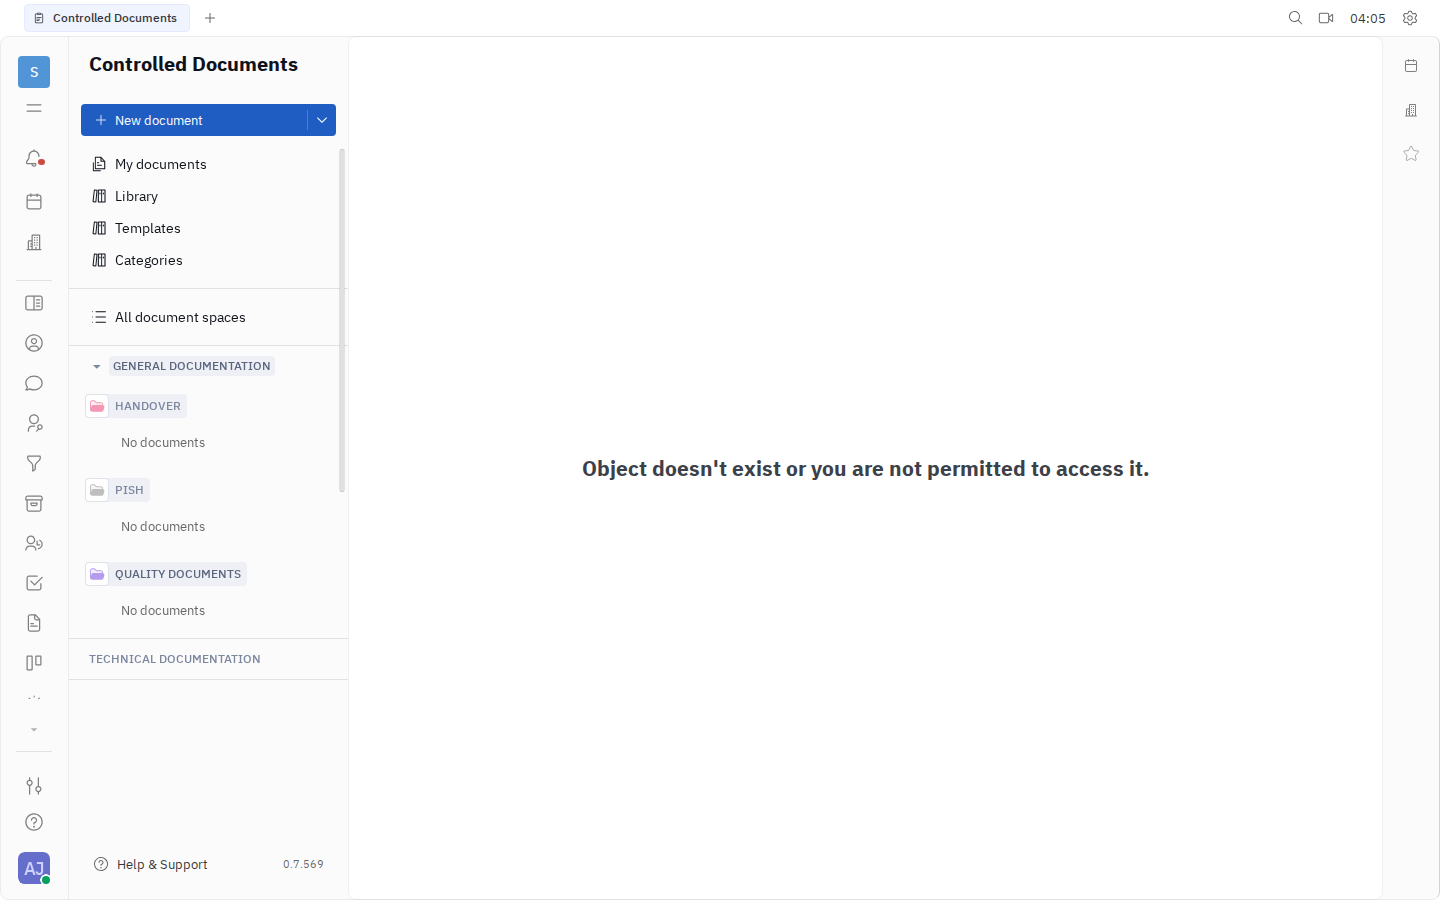 Controlled Documents
04:05
S
Controlled Documents
New document
My documents
Library
Templates
Categories
All document spaces
GENERAL DOCUMENTATION
HANDOVER
No documents
PISH
No documents
QUALITY DOCUMENTS
No documents
TECHNICAL DOCUMENTATION
Object doesn't exist or you are not permitted to access it.
Help & Support
0.7.569
AJ